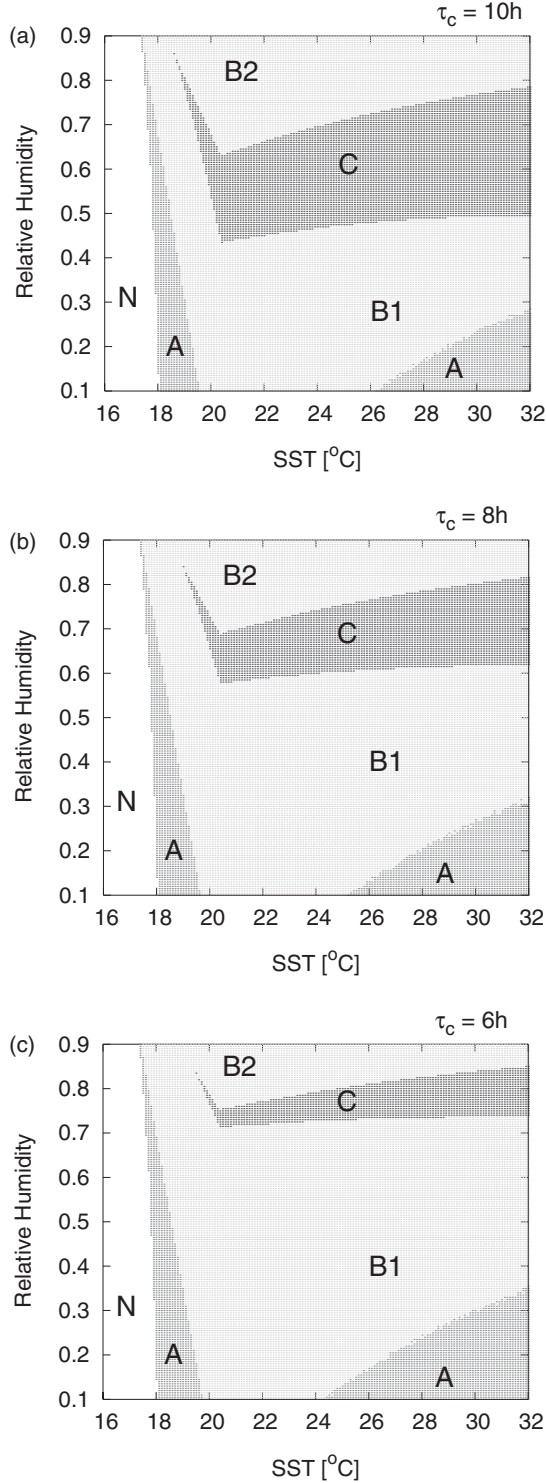 τc = 10h
(a)
0.9
0.8
0.7
0.6
0.5
0.4
0.3
0.2
0.1
Relative Humidity
B2
C
N
B1
A
A
16 18 20 22 24 26 28 30 32
SST [oC]
τc = 8h
(b)
0.9
0.8
0.7
0.6
0.5
0.4
0.3
0.2
0.1
Relative Humidity
B2
C
B1
N
A
A
16 18 20 22 24 26 28 30 32
SST [oC]
τc = 6h
(c)
0.9
0.8
0.7
0.6
0.5
0.4
0.3
0.2
0.1
Relative Humidity
B2
C
B1
N
A
A
16 18 20 22 24 26 28 30 32
SST [oC]